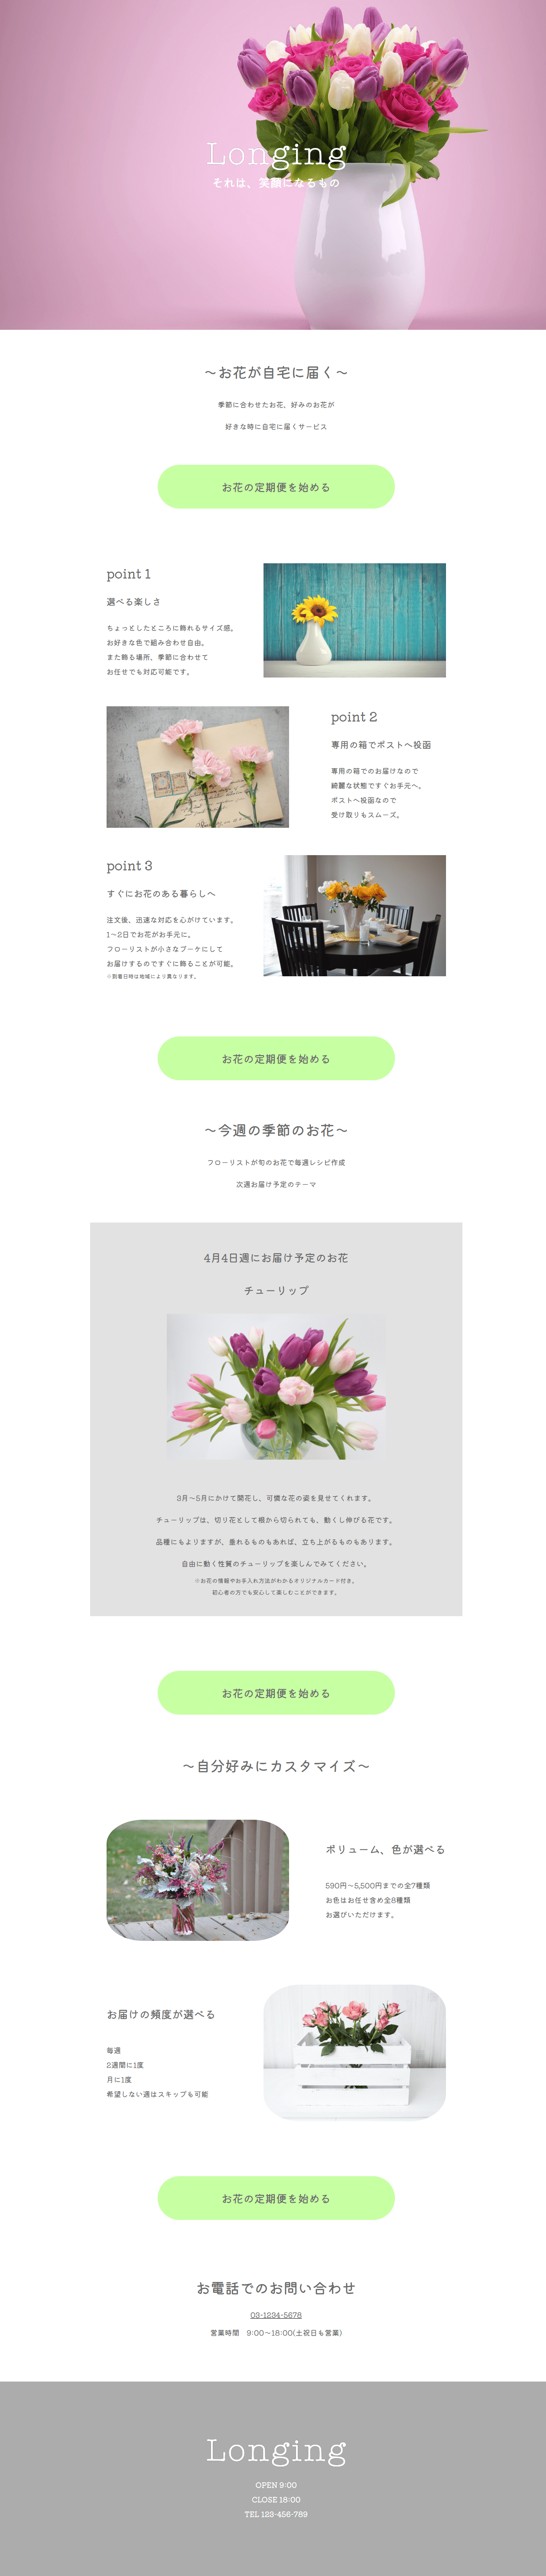 Longing
それは、笑顔になるもの
～お花が自宅に届く～
季節に合わせたお花、好みのお花が
好きな時に自宅に届くサービス
お花の定期便を始める
point 1
選べる楽しさ
ちょっとしたところに飾れるサイズ感。
お好きな色で組み合わせ自由。
また飾る場所、季節に合わせて
お任せでも対応可能です。
point 2
専用の箱でポストへ投函
専用の箱でのお届けなので
綺麗な状態ですぐお手元へ。
ポストへ投函なので
受け取りもスムーズ。
point 3
すぐにお花のある暮らしへ
注文後、迅速な対応を心がけています。
1～2日でお花がお手元に。
フローリストが小さなブーケにして
お届けするのですぐに飾ることが可能。
※到着日時は地域により異なります。
お花の定期便を始める
～今週の季節のお花～
フローリストが旬のお花で毎週レシピ作成
次週お届け予定のテーマ
4月4日週にお届け予定のお花
チューリップ
3月～5月にかけて開花し、可憐な花の姿を見せてくれます。
チューリップは、切り花として根から切られても、動くし伸びる花です。
品種にもよりますが、垂れるものもあれば、立ち上がるものもあります。
自由に動く性質のチューリップを楽しんでみてください。
※お花の情報やお手入れ方法がわかるオリジナルカード付き。
初心者の方でも安心して楽しむことができます。
お花の定期便を始める
～自分好みにカスタマイズ～
ボリューム、色が選べる
590円～5,500円までの全7種類
お色はお任せ含め全8種類
お選びいただけます。
お届けの頻度が選べる
毎週
2週間に1度
月に1度
希望しない週はスキップも可能
お花の定期便を始める
お電話でのお問い合わせ
03-1234-5678
営業時間　9:00～18:00(土祝日も営業)
Longing
OPEN 9:00
CLOSE 18:00
TEL 123-456-789